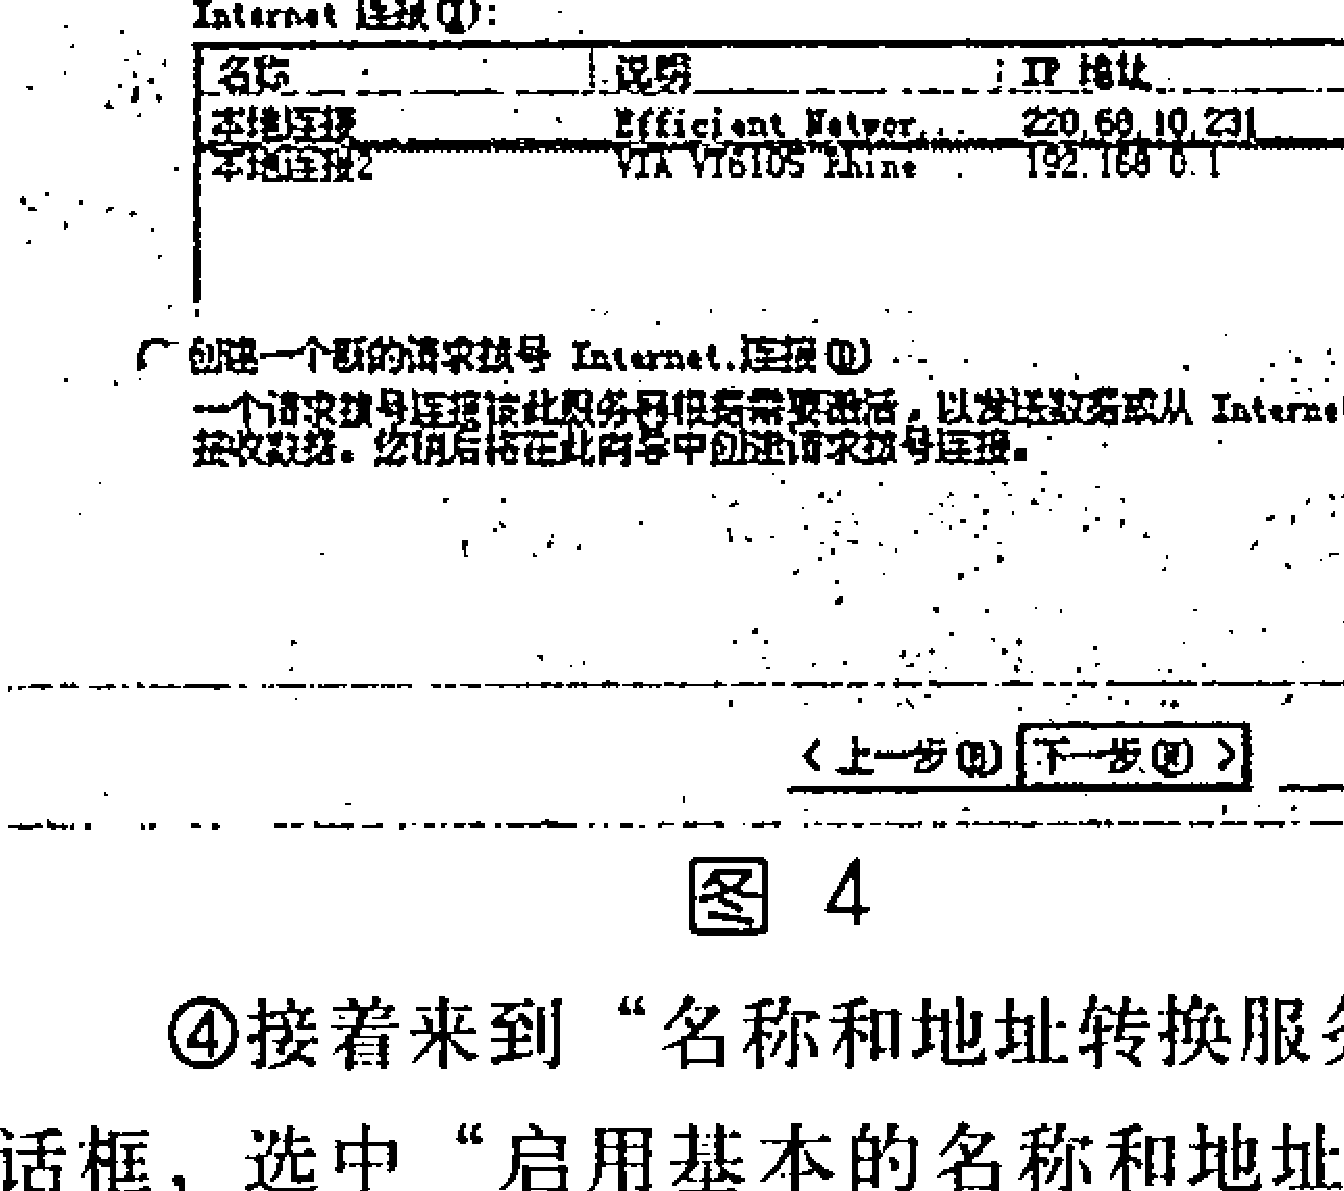 Internet 连接(I):
名称 说明 IP 地址
本地连接 Efficient Networ... 220.68.10.231
本地连接2 VIA VT6105 Rhine . 192.168.0.1
创建一个新的请求拨号 Internet 连接(D)
一个请求拨号连接该此服务器根据需要激活，以发送数据或从 Interne
接收数据。您稍后将在此向导中创建请求拨号连接。
< 上一步(B) 下一步(N) >
图 4
④接着来到“名称和地址转换服务
话框，选中“启用基本的名称和地址